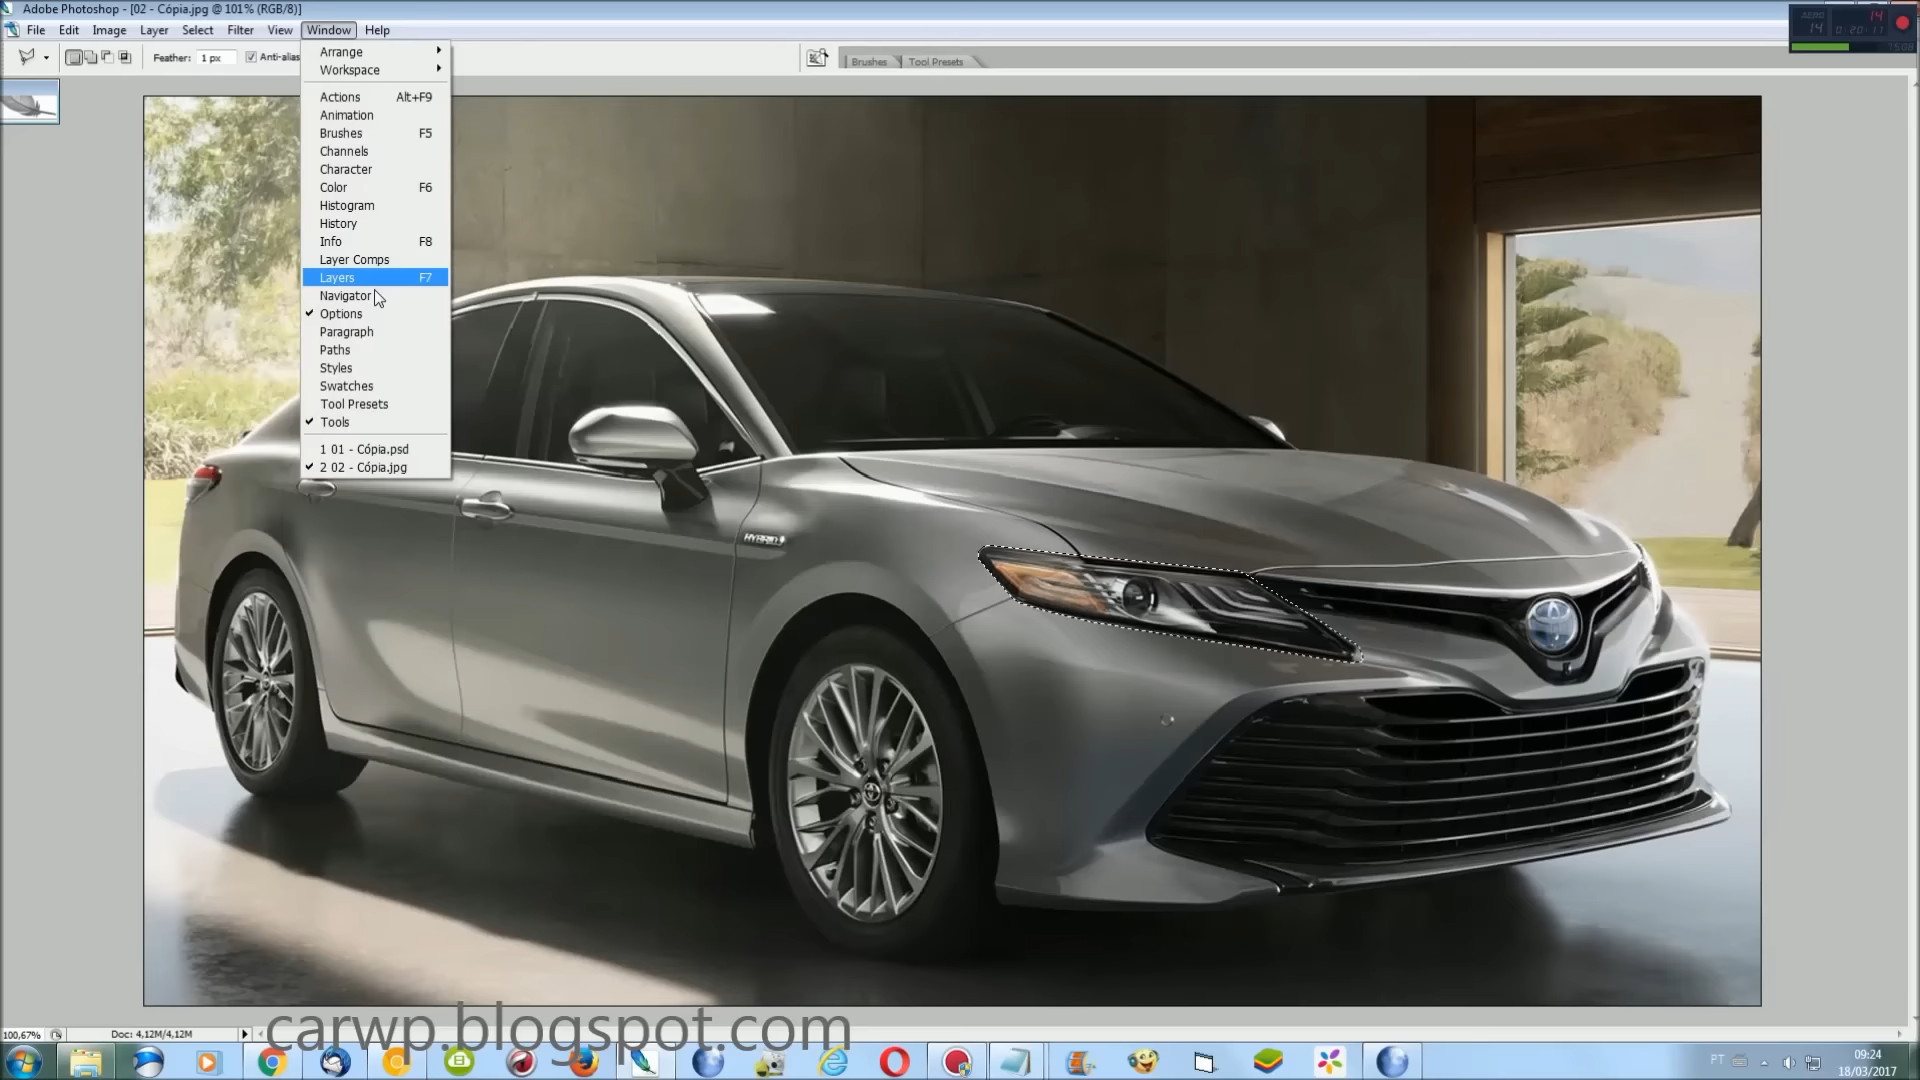 Adobe Photoshop - [02 - Cópia.jpg @ 101% (RGB/8)]
File Edit Image Layer Select Filter View Window Help
Feather: 1 px Anti-alias
Brushes Tool Presets
14
14
Arrange
Workspace
Actions Alt+F9
Animation
Brushes F5
Channels
Character
Color F6
Histogram
History
Info F8
Layer Comps
Layers F7
Navigator
Options
Paragraph
Paths
Styles
Swatches
Tool Presets
Tools
1 01 - Cópia.psd
2 02 - Cópia.jpg
HYBRID
100,67% Doc: 4,12M/4,12M
carwp.blogspot.com
PT
09:24
18/03/2017